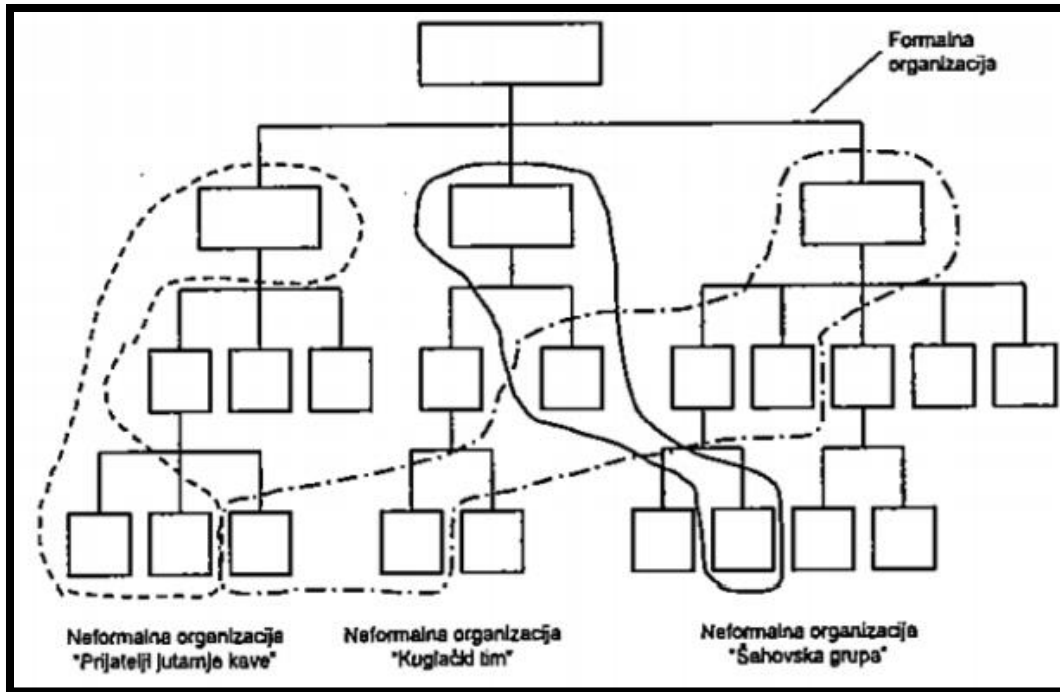 Formalna
organizacija
Neformalna organizacija
"Prijatelji jutarnje kave"
Neformalna organizacija
"Kuglački tim"
Neformalna organizacija
"Šahovska grupa"